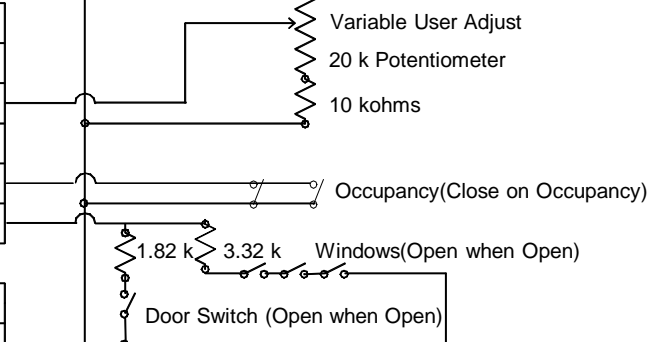 Variable User Adjust
20 k Potentiometer
10 kohms
Occupancy(Close on Occupancy)
1.82 k 3.32 k Windows(Open when Open)
Door Switch (Open when Open)